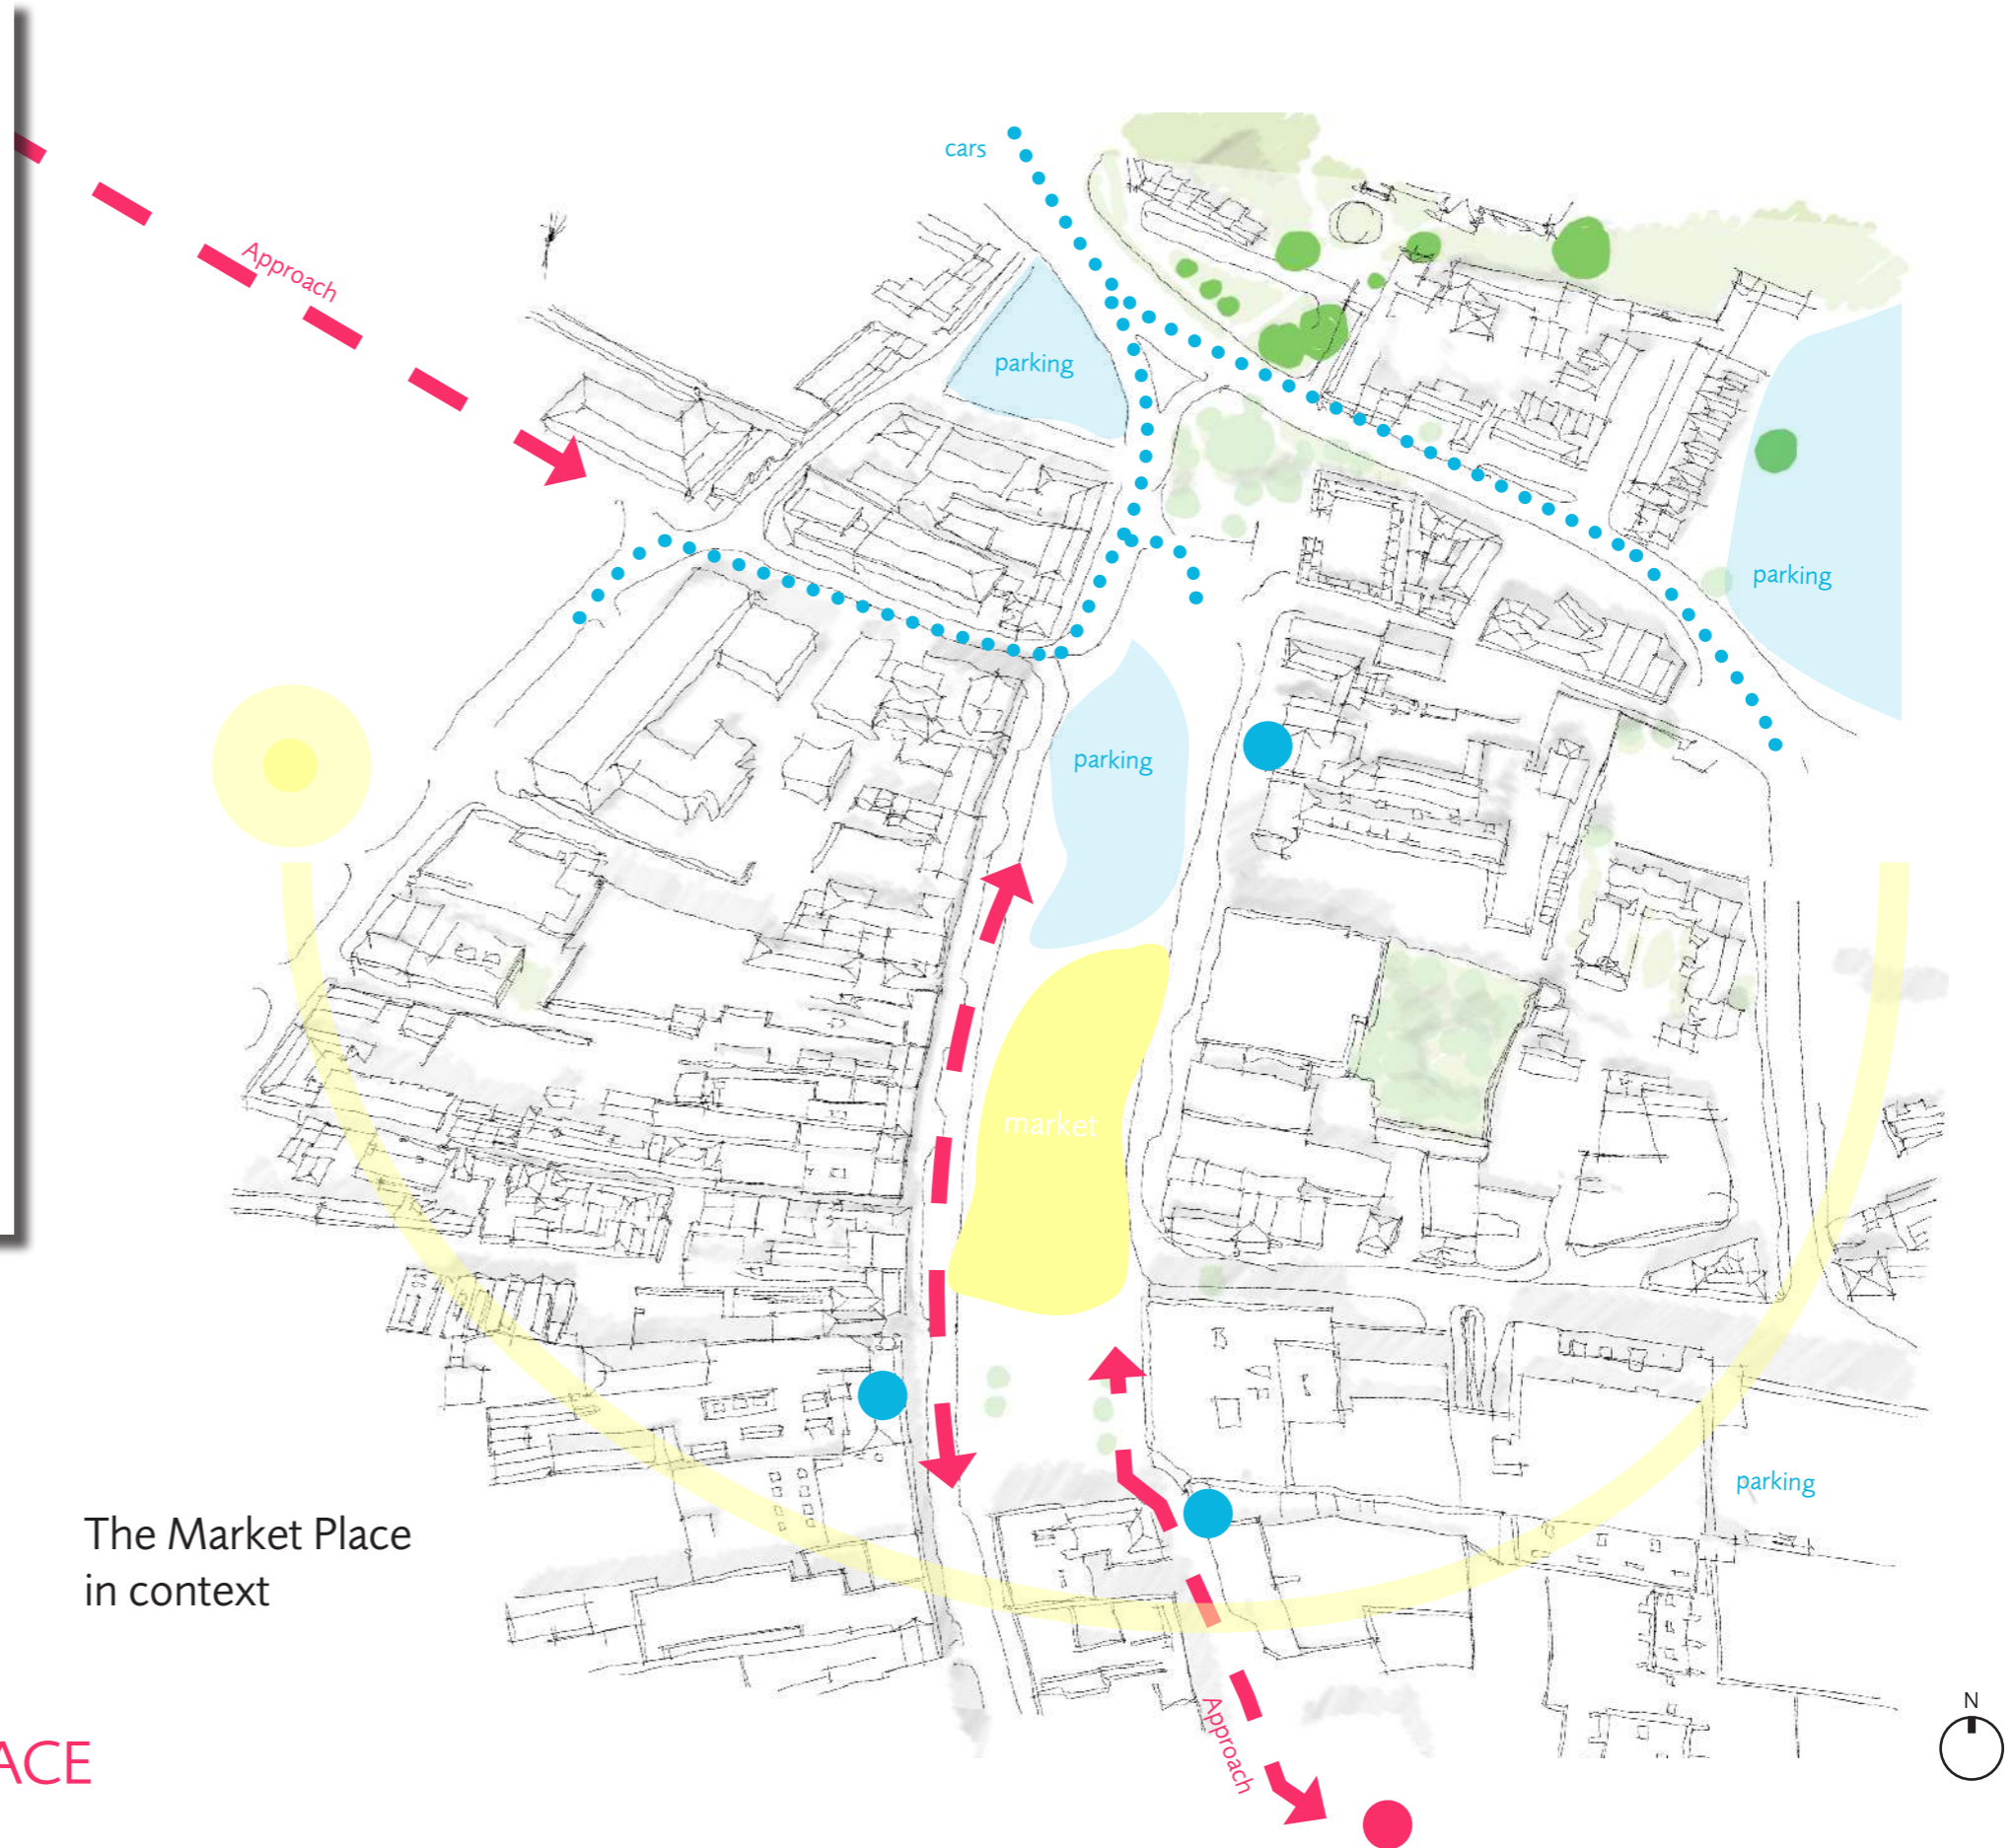 cars
Approach
parking
parking
parking
market
parking
The Market Place
in context
Approach
N
ACE